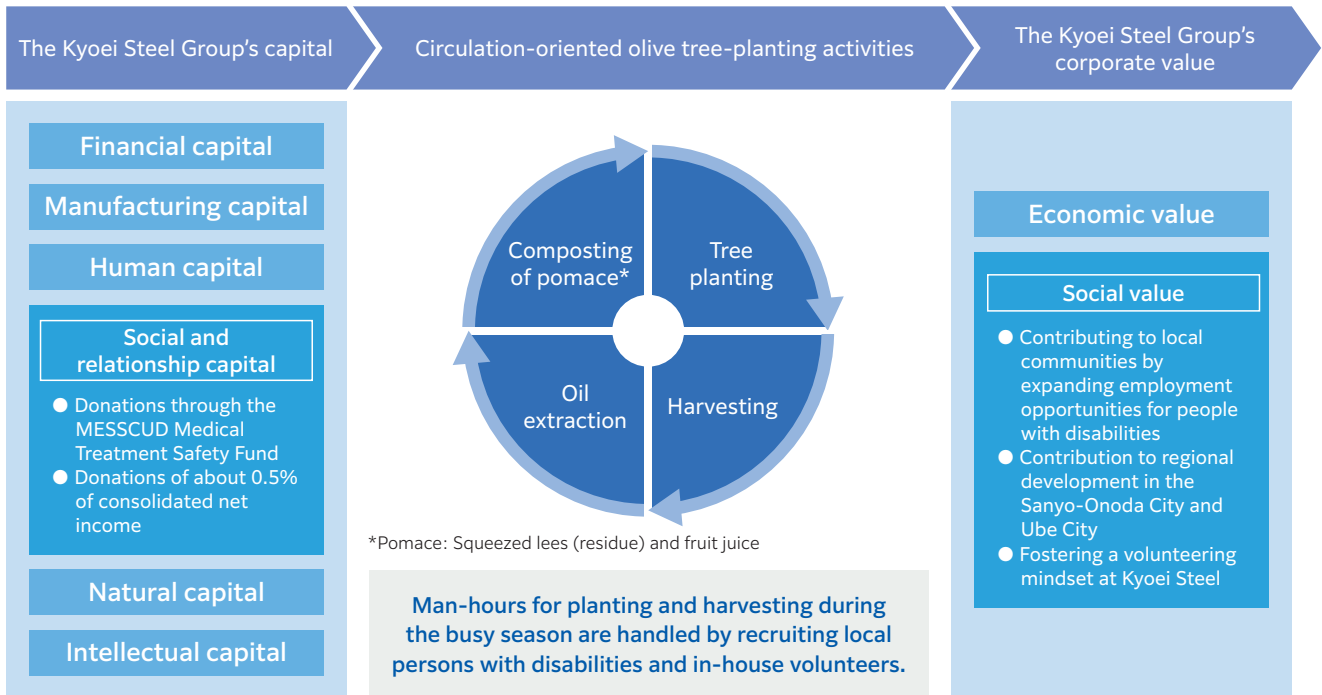 The Kyoei Steel Group's capital
Circulation-oriented olive tree-planting activities
The Kyoei Steel Group's
corporate value
Financial capital
Manufacturing capital
Human capital
Social and
relationship capital
● Donations through the
MESSCUD Medical
Treatment Safety Fund
● Donations of about 0.5%
of consolidated net
income
Natural capital
Intellectual capital
Composting
of pomace*
Tree
planting
Oil
extraction
Harvesting
*Pomace: Squeezed lees (residue) and fruit juice
Man-hours for planting and harvesting during
the busy season are handled by recruiting local
persons with disabilities and in-house volunteers.
Economic value
Social value
● Contributing to local
communities by
expanding employment
opportunities for people
with disabilities
● Contribution to regional
development in the
Sanyo-Onoda City and
Ube City
● Fostering a volunteering
mindset at Kyoei Steel